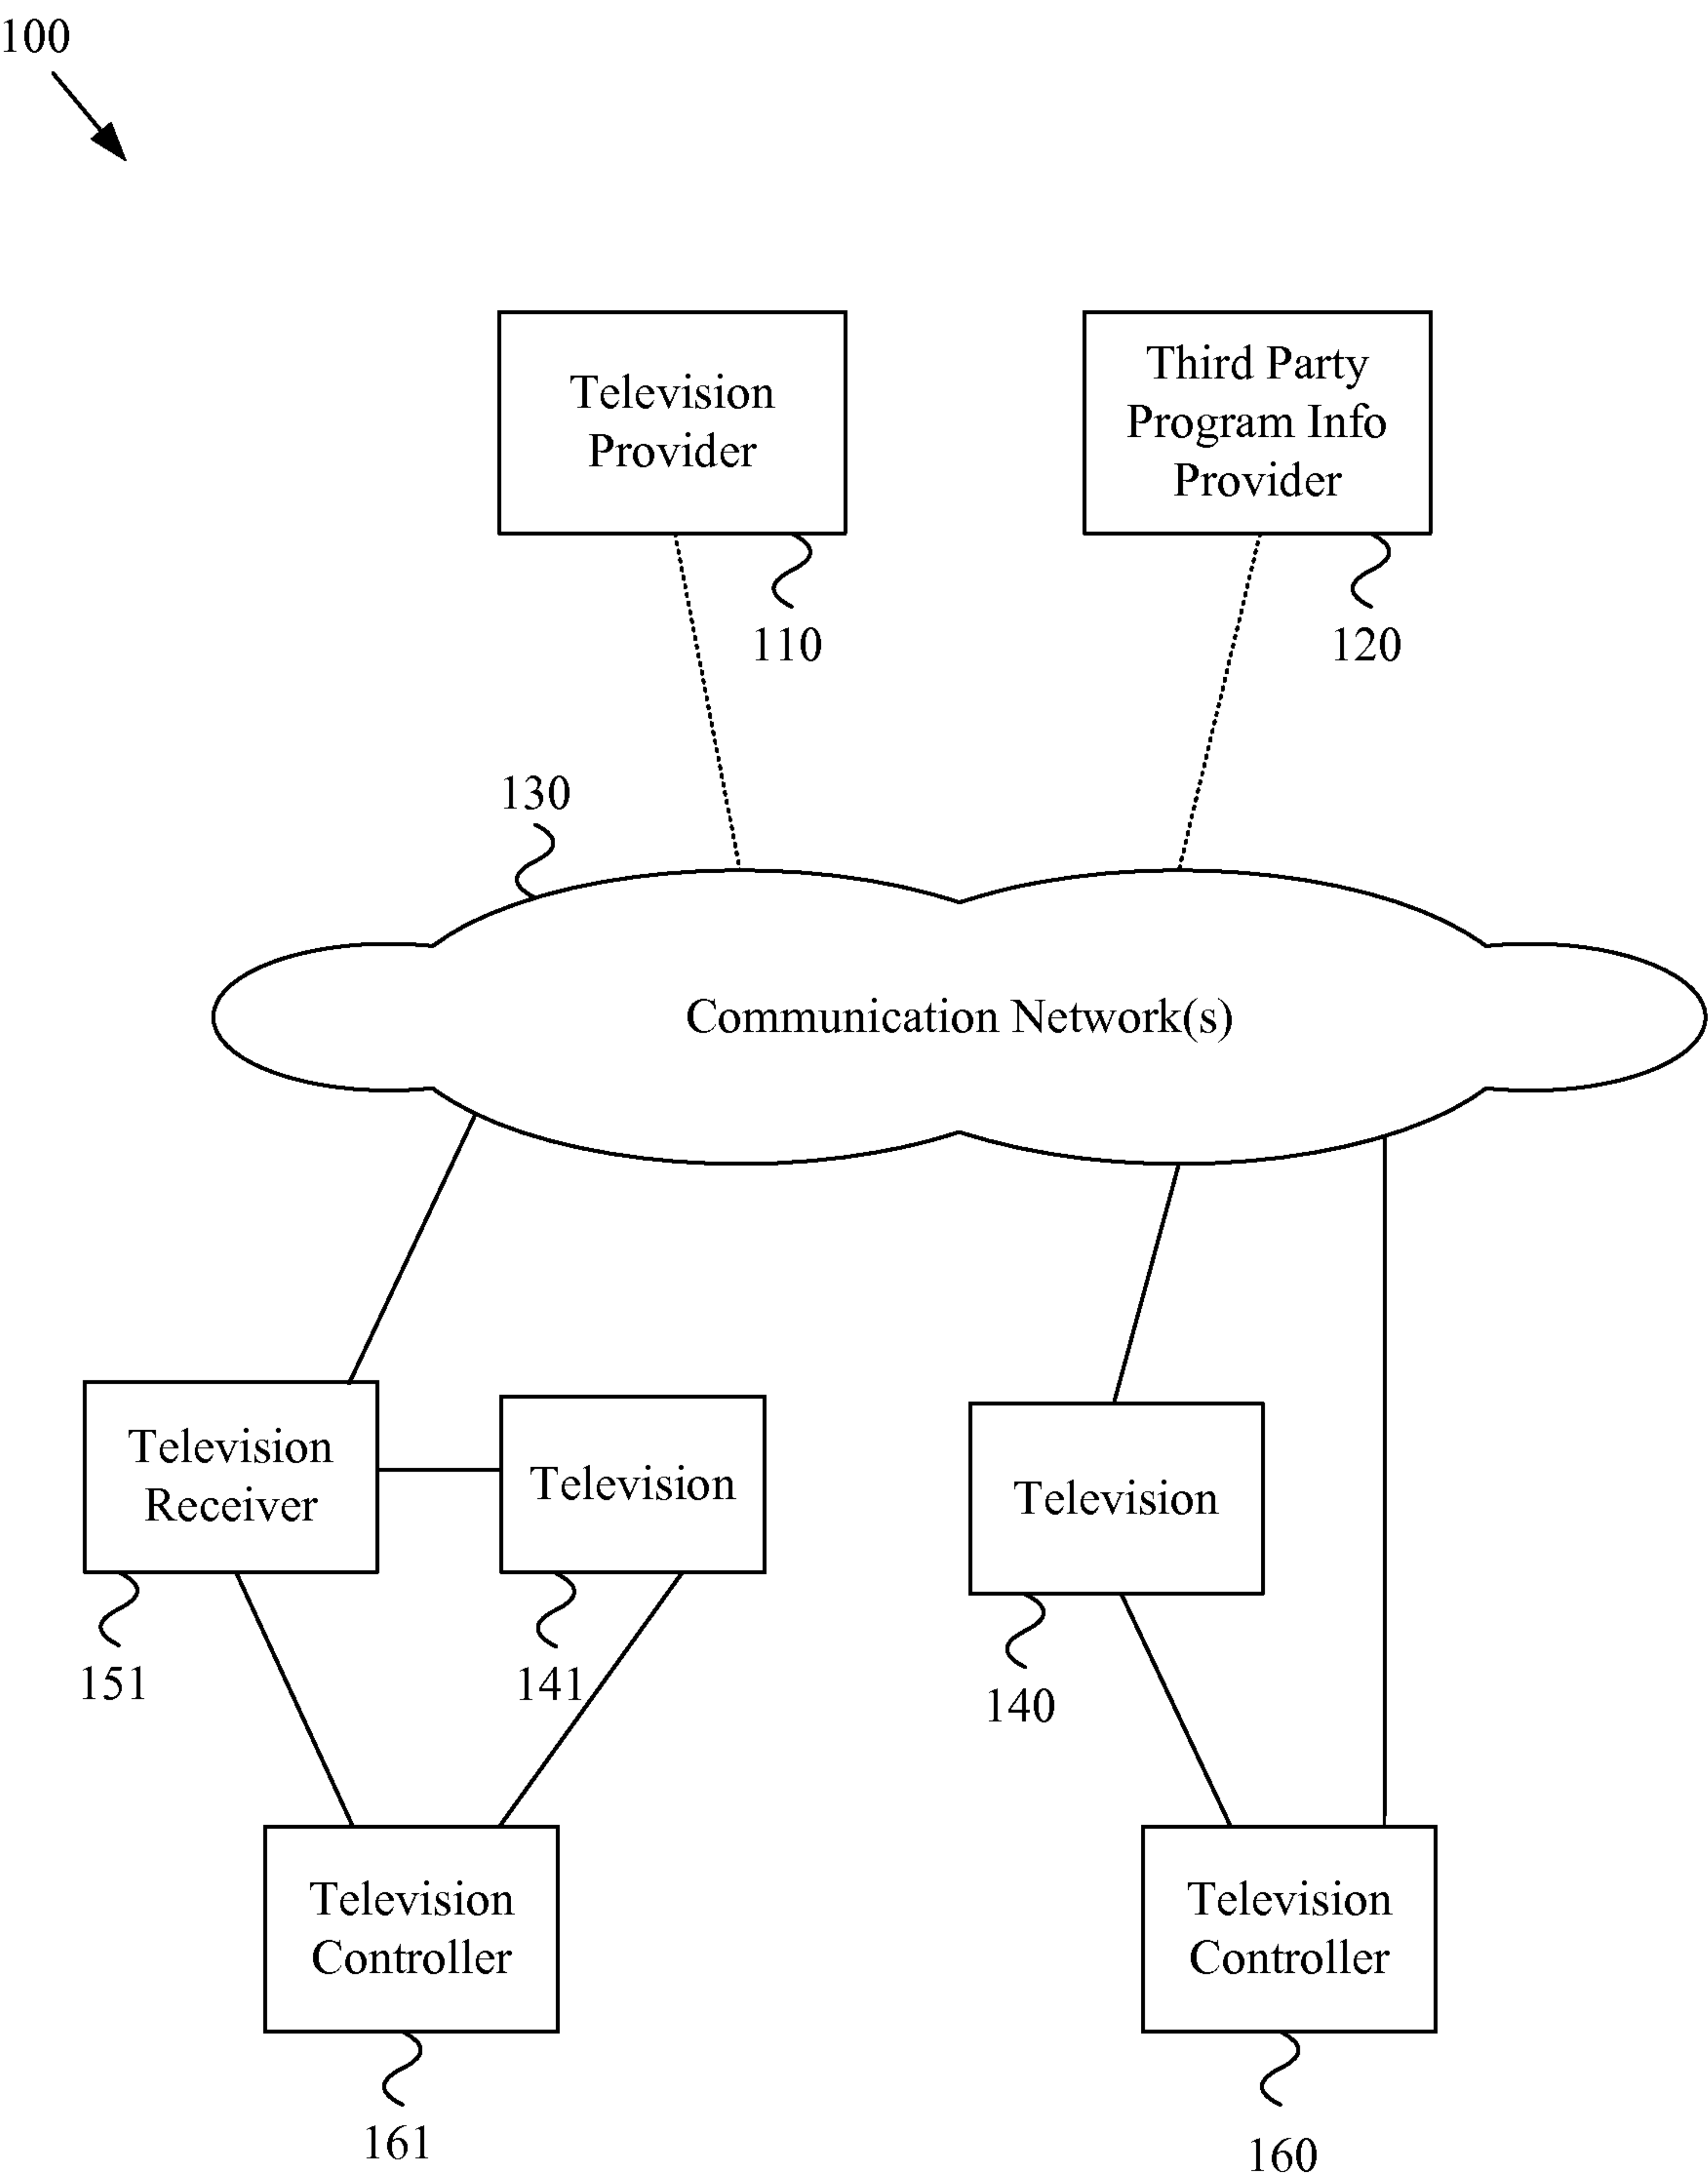 100
Television
Provider
Third Party
Program Info
Provider
110
120
130
Communication Network(s)
Television
Receiver
Television
Television
151
141
140
Television
Controller
Television
Controller
161
160